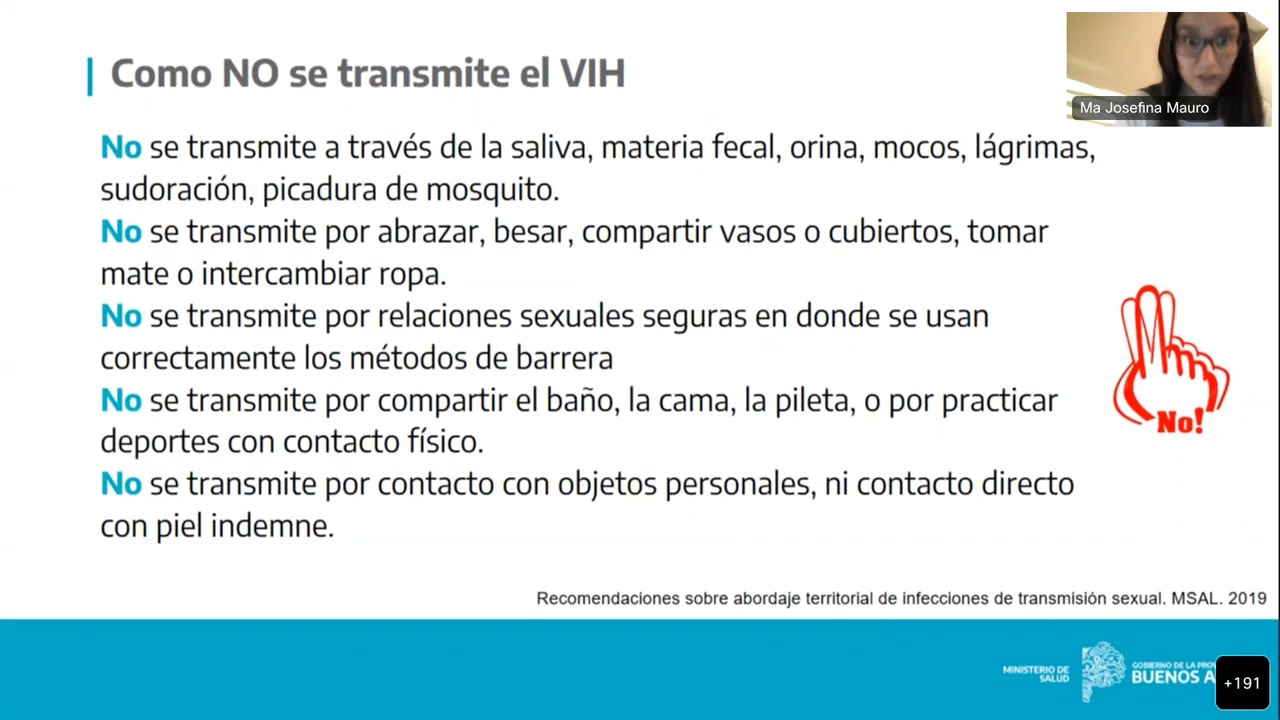 Como NO se transmite el VIH
Ma Josefina Mauro
No se transmite a través de la saliva, materia fecal, orina, mocos, lágrimas,
sudoración, picadura de mosquito.
No se transmite por abrazar, besar, compartir vasos o cubiertos, tomar
mate o intercambiar ropa.
No se transmite por relaciones sexuales seguras en donde se usan
correctamente los métodos de barrera
No se transmite por compartir el baño, la cama, la pileta, o por practicar
deportes con contacto físico.
No se transmite por contacto con objetos personales, ni contacto directo
con piel indemne.
No!
Recomendaciones sobre abordaje territorial de infecciones de transmisión sexual. MSAL. 2019
MINISTERIO DE
SALUD
GOBIERNO DE LA
BUENOS
+191